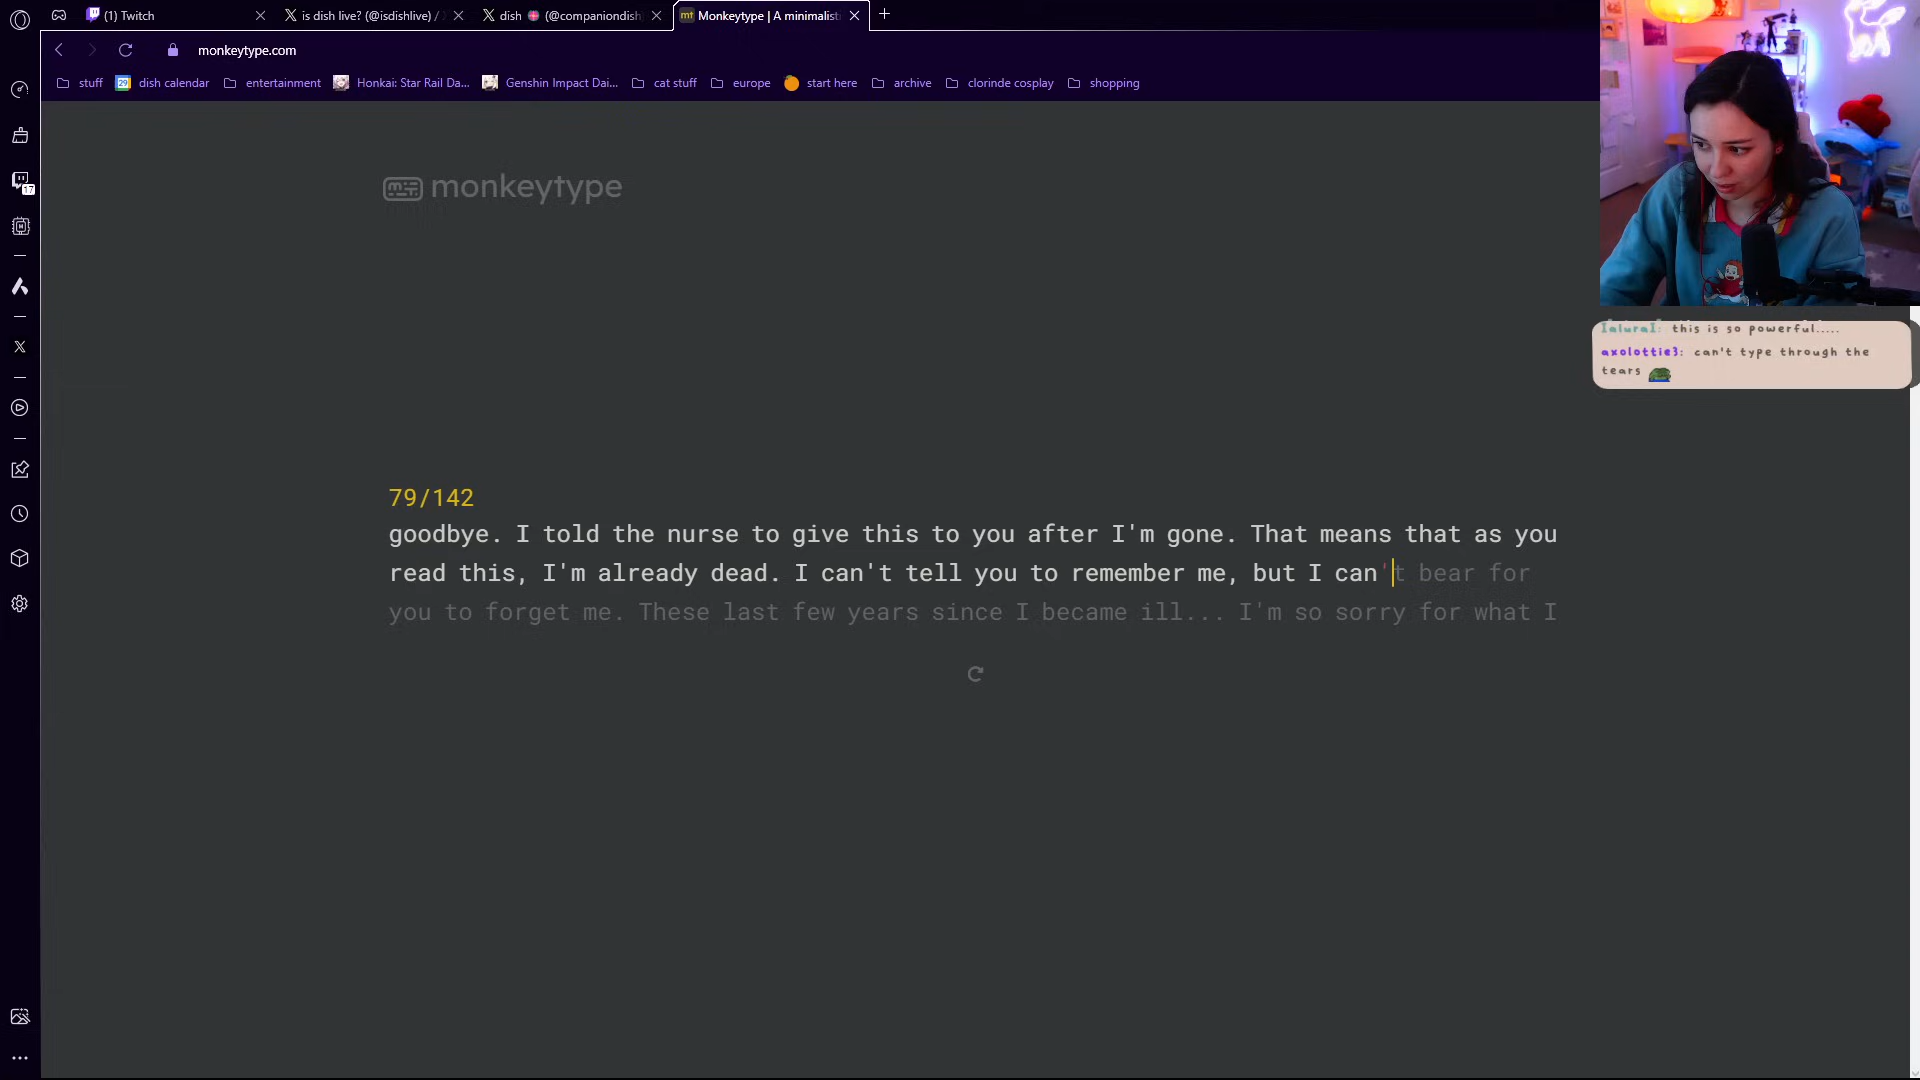 (1) Twitch
is dish live? (@isdishlive) /
dish (@companiondish
mt Monkeytype | A minimalist
monkeytype.com
stuff
29 dish calendar
entertainment
Honkai: Star Rail Da...
Genshin Impact Dai...
cat stuff
europe
start here
archive
clorinde cosplay
shopping
17
monkeytype
lalural: this is so powerful.....
axolottie3: can't type through the
tears
79/142
goodbye. I told the nurse to give this to you after I'm gone. That means that as you
read this, I'm already dead. I can't tell you to remember me, but I can't bear for
you to forget me. These last few years since I became ill... I'm so sorry for what I